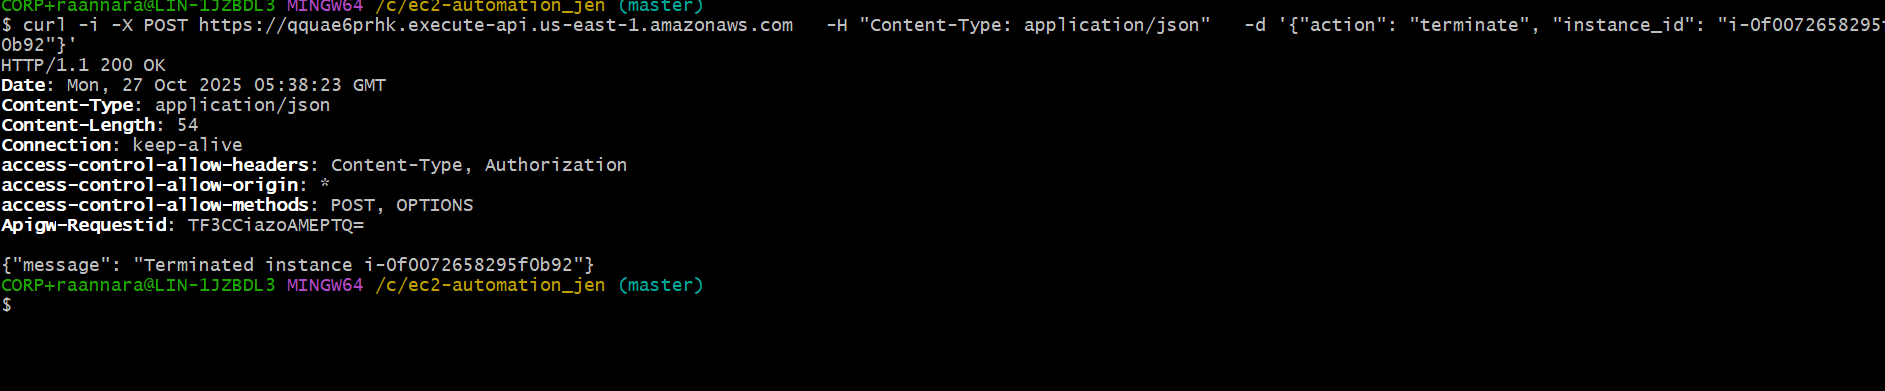 CORP+raannara@LIN-1JZBDL3 MINGW64 /c/ec2-automation_jen (master)
$ curl -i -X POST https://qquae6prhk.execute-api.us-east-1.amazonaws.com   -H "Content-Type: application/json"   -d '{"action": "terminate", "instance_id": "i-0f0072658295f
0b92"}'
HTTP/1.1 200 OK
Date: Mon, 27 Oct 2025 05:38:23 GMT
Content-Type: application/json
Content-Length: 54
Connection: keep-alive
access-control-allow-headers: Content-Type, Authorization
access-control-allow-origin: *
access-control-allow-methods: POST, OPTIONS
Apigw-Requestid: TF3CCiazoAMEPTQ=

{"message": "Terminated instance i-0f0072658295f0b92"}
CORP+raannara@LIN-1JZBDL3 MINGW64 /c/ec2-automation_jen (master)
$